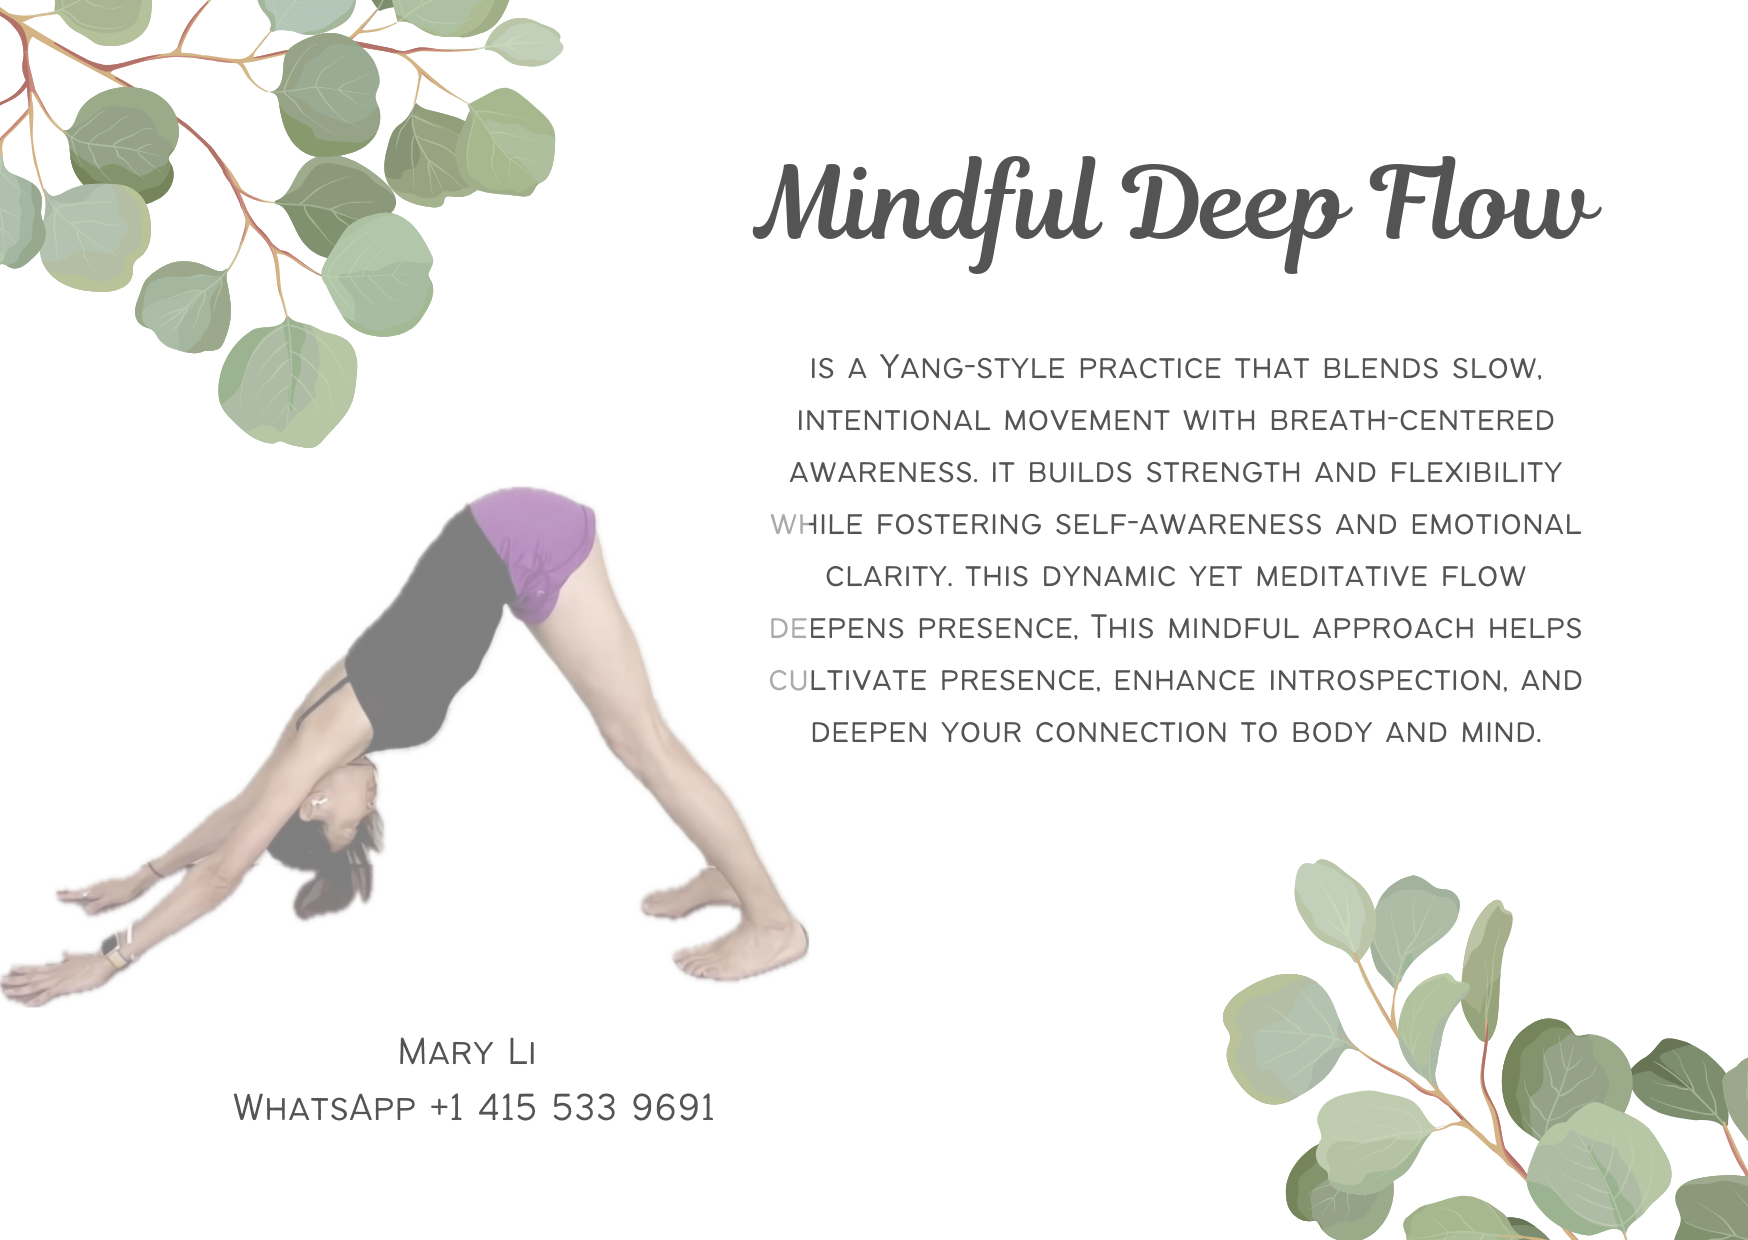 Mindful Deep Flow
is a Yang-style practice that blends slow,
intentional movement with breath-centered
awareness. it builds strength and flexibility
while fostering self-awareness and emotional
clarity. this dynamic yet meditative flow
deepens presence, This mindful approach helps
cultivate presence, enhance introspection, and
deepen your connection to body and mind.
Mary Li
WhatsApp +1 415 533 9691